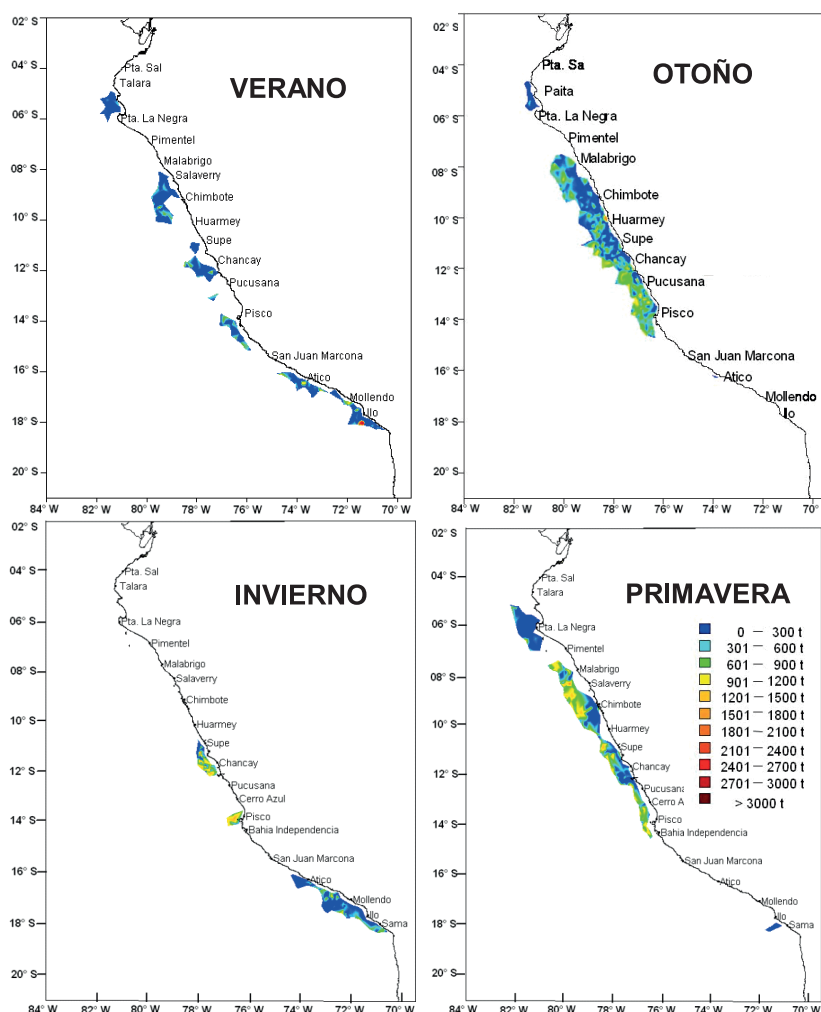 VERANO
02° S
04° S
06° S
08° S
10° S
12° S
14° S
16° S
18° S
20° S
Pta. Sal
Talara
Pta. La Negra
Pimentel
Malabrigo
Salaverry
Chimbote
Huarmey
Supe
Chancay
Pucusana
Pisco
San Juan Marcona
Atico
Mollendo
Ilo
84° W 82° W 80° W 78° W 76° W 74° W 72° W 70° W
OTOÑO
02° S
04° S
06° S
08° S
10° S
12° S
14° S
16° S
18° S
20° S
Pta. Sa
Paita
Pta. La Negra
Pimentel
Malabrigo
Chimbote
Huarmey
Supe
Chancay
Pucusana
Pisco
San Juan Marcona
Atico
Mollendo
Ilo
84° W 82° W 80° W 78° W 76° W 74° W 72° W 70°
INVIERNO
02° S
04° S
06° S
08° S
10° S
12° S
14° S
16° S
18° S
20° S
Pta. Sal
Talara
Pta. La Negra
Pimentel
Malabrigo
Salaverry
Chimbote
Huarmey
Supe
Chancay
Pucusana
Cerro Azul
Pisco
Bahia Independencia
San Juan Marcona
Atico
Mollendo
Ilo
Sama
84° W 82° W 80° W 78° W 76° W 74° W 72° W 70° W
PRIMAVERA
02° S
04° S
06° S
08° S
10° S
12° S
14° S
16° S
18° S
20° S
Pta. Sal
Talara
Pta. La Negra
Pimentel
Malabrigo
Salaverry
Chimbote
Huarmey
Supe
Chancay
Pucusana
Cerro A
Pisco
Bahia Independencia
San Juan Marcona
Atico
Mollendo
Ilo
Sama
0 – 300 t
301 – 600 t
601 – 900 t
901 – 1200 t
1201 – 1500 t
1501 – 1800 t
1801 – 2100 t
2101 – 2400 t
2401 – 2700 t
2701 – 3000 t
> 3000 t
84° W 82° W 80° W 78° W 76° W 74° W 72° W 70° W